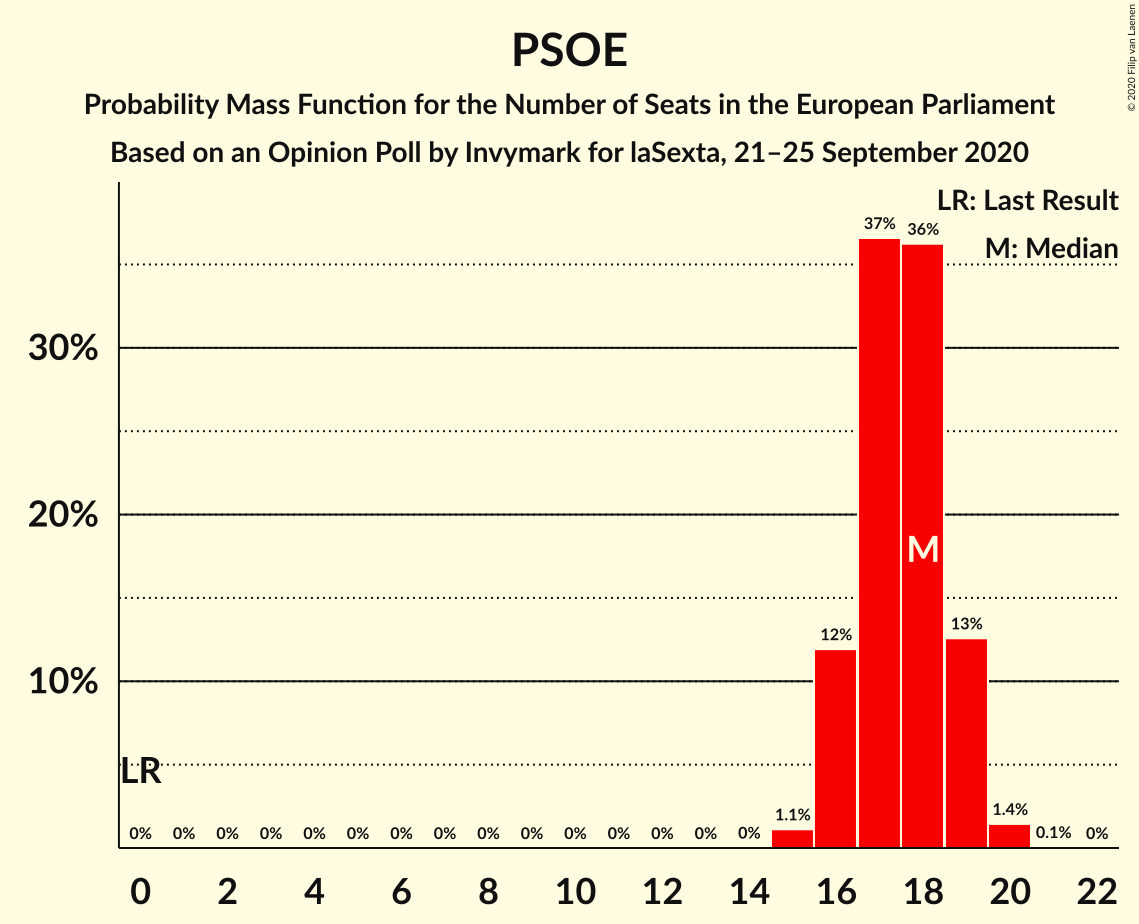 PSOE
Probability Mass Function for the Number of Seats in the European Parliament
Based on an Opinion Poll by Invymark for laSexta, 21–25 September 2020
© 2020 Filip van Laenen
LR: Last Result
M: Median
37% 36%
30%
20%
M
13%
12%
10%
LR
1.1% 1.4%
0% 0% 0% 0% 0% 0% 0% 0% 0% 0% 0% 0% 0% 0% 0% 0.1% 0%
0 2 4 6 8 10 12 14 16 18 20 22